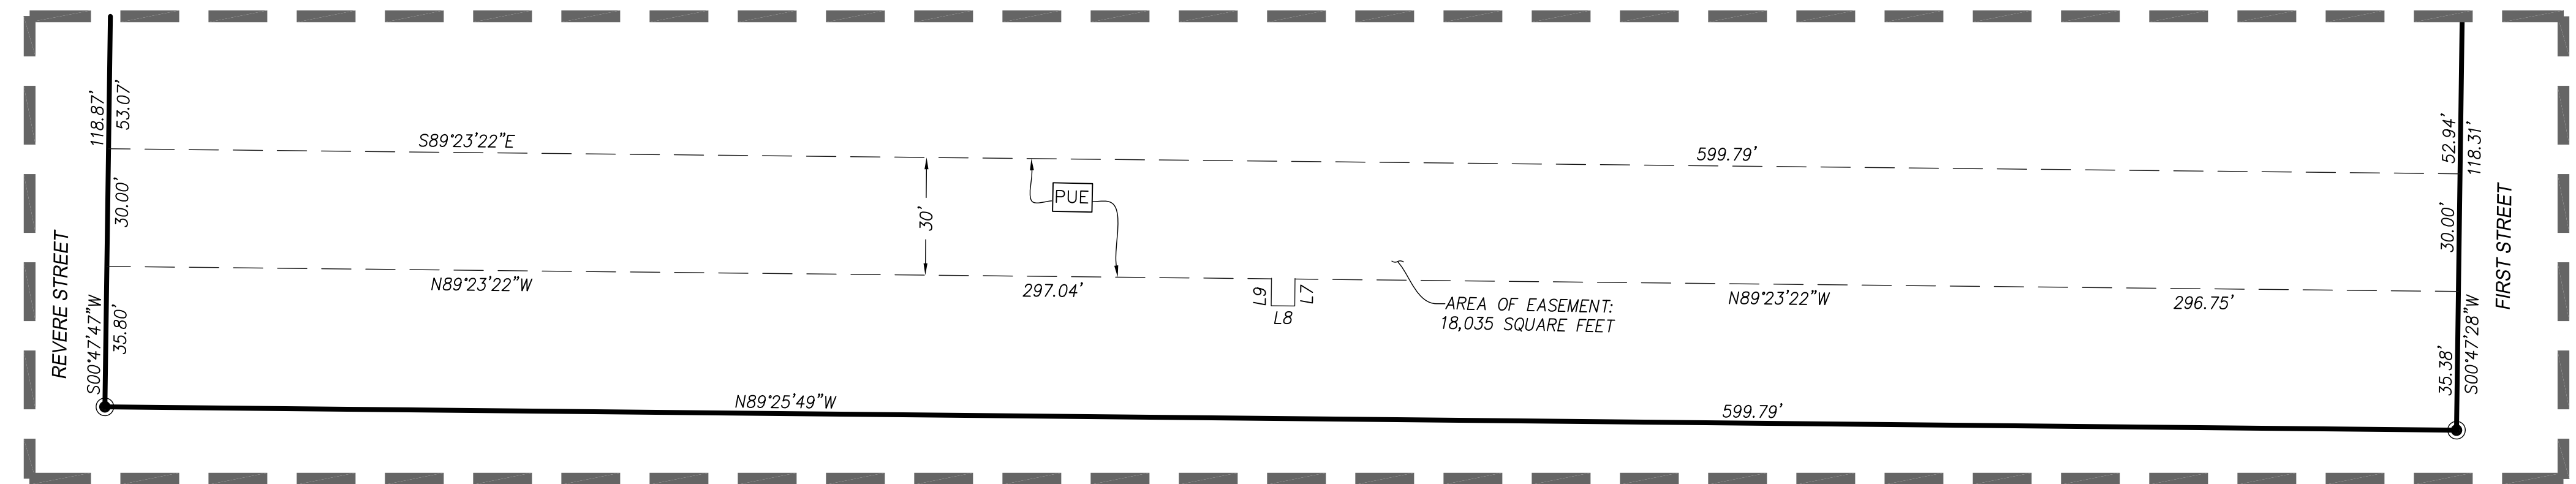 118.87'
53.07'
S89°23'22"E
599.79'
52.94'
118.31'
30.00'
30'
PUE
30.00'
REVERE STREET
FIRST STREET
N89°23'22"W
297.04'
L9
L7
L8
AREA OF EASEMENT:
18,035 SQUARE FEET
N89°23'22"W
296.75'
S00°47'47"W
35.80'
35.38'
S00°47'28"W
N89°25'49"W
599.79'